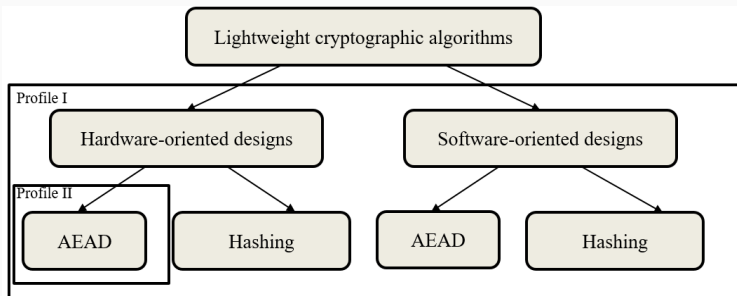 Lightweight cryptographic algorithms
Profile I
Hardware-oriented designs
Software-oriented designs
Profile II
AEAD
Hashing
AEAD
Hashing